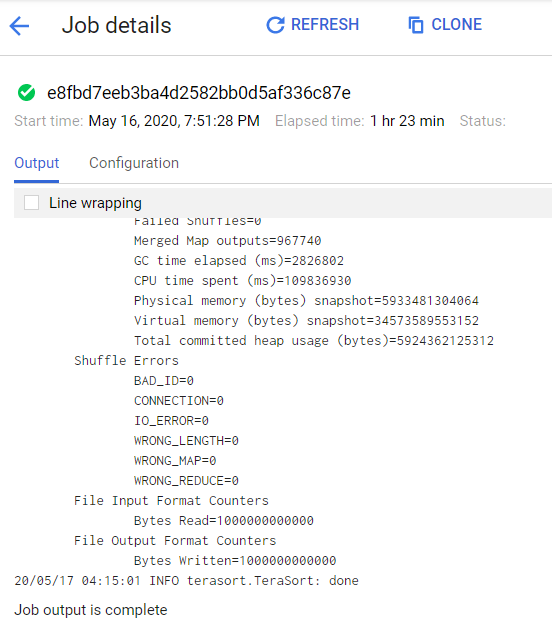 Job details REFRESH CLONE
e8fbd7eeb3ba4d2582bb0d5af336c87e
Start time: May 16, 2020, 7:51:28 PM Elapsed time: 1 hr 23 min Status:
Output Configuration
Line wrapping
Failed Shuffles=0
Merged Map outputs=967740
GC time elapsed (ms)=2826802
CPU time spent (ms)=109836930
Physical memory (bytes) snapshot=5933481304064
Virtual memory (bytes) snapshot=34573589553152
Total committed heap usage (bytes)=5924362125312
Shuffle Errors
BAD_ID=0
CONNECTION=0
IO_ERROR=0
WRONG_LENGTH=0
WRONG_MAP=0
WRONG_REDUCE=0
File Input Format Counters
Bytes Read=1000000000000
File Output Format Counters
Bytes Written=1000000000000
20/05/17 04:15:01 INFO terasort.TeraSort: done
Job output is complete